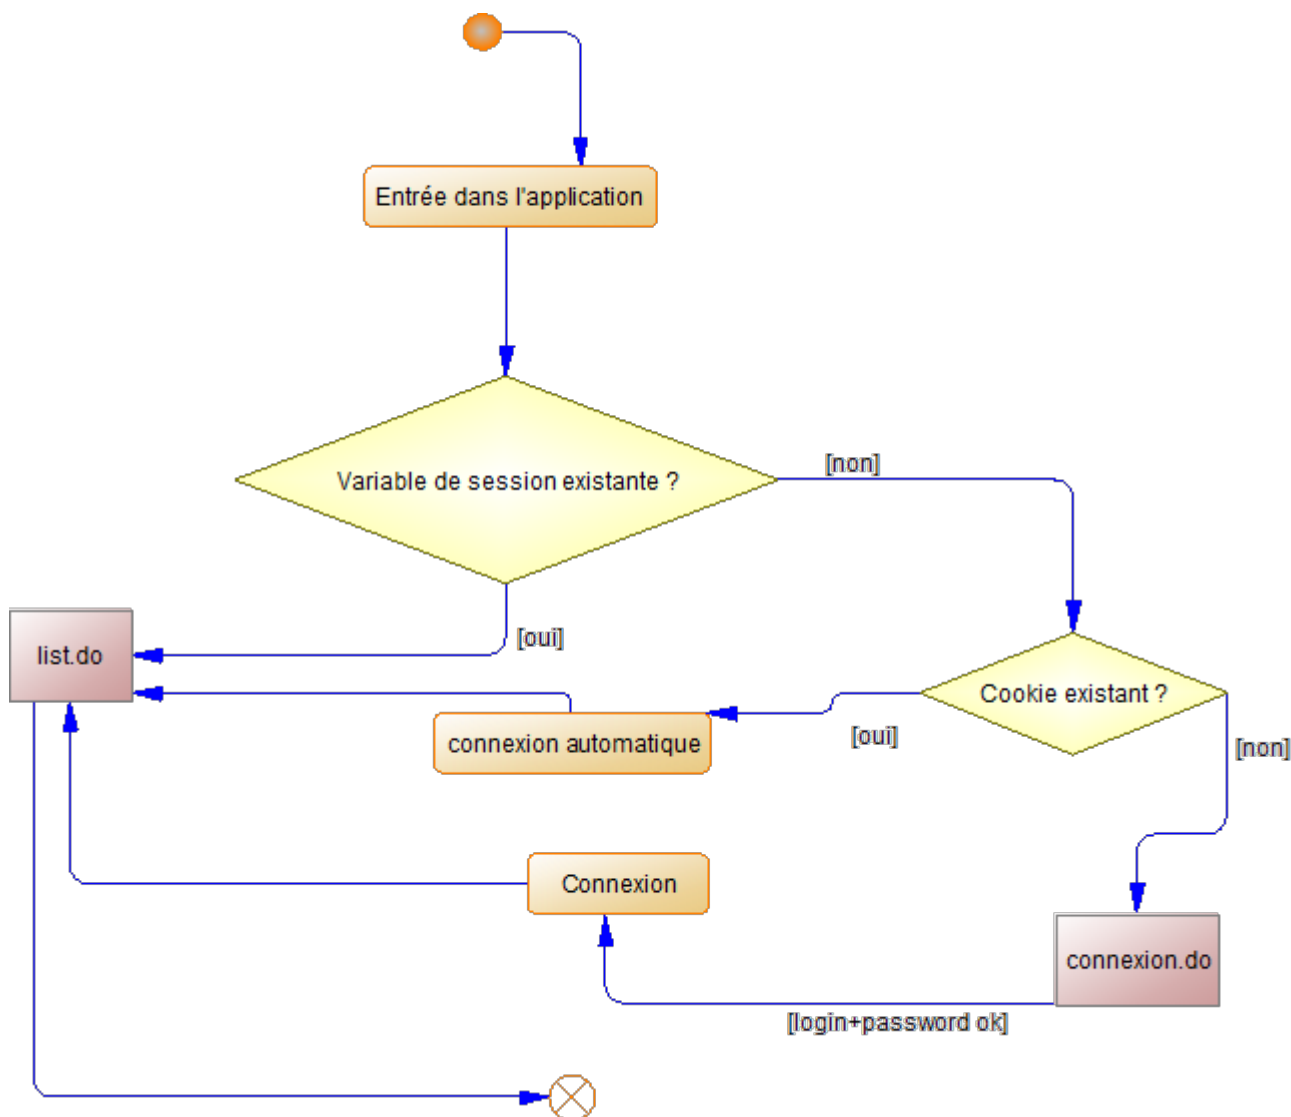 Entrée dans l'application
Variable de session existante ?
[non]
[oui]
list.do
Cookie existant ?
[oui]
connexion automatique
[non]
Connexion
connexion.do
[login+password ok]